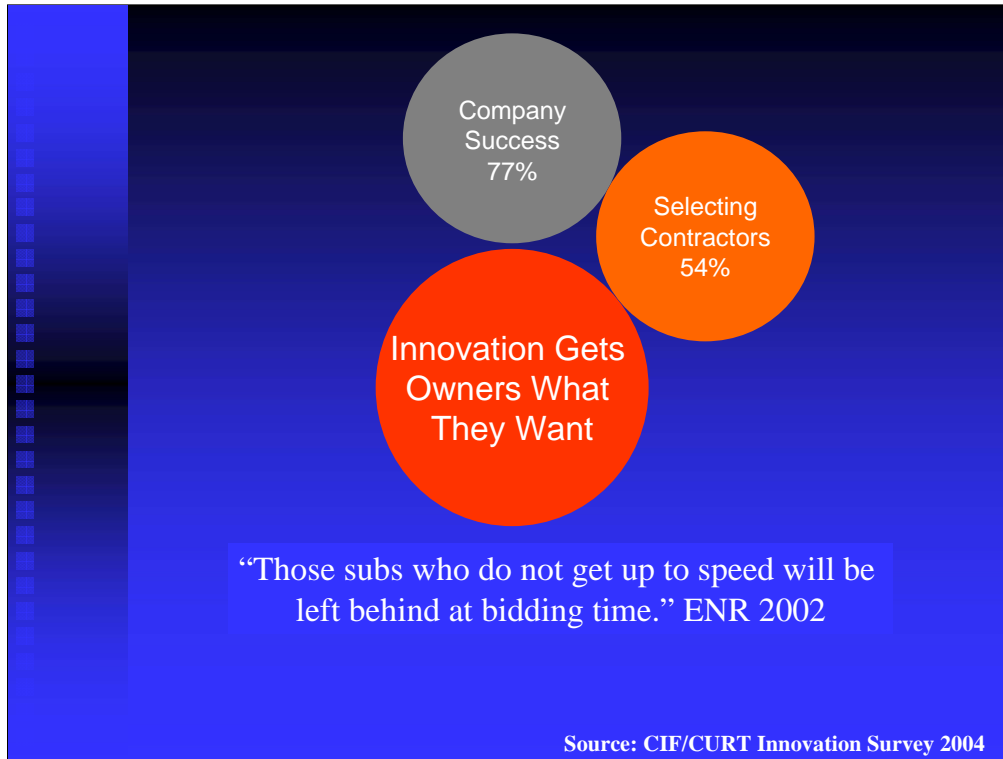 Company
Success
77%
Selecting
Contractors
54%
Innovation Gets
Owners What
They Want
“Those subs who do not get up to speed will be
left behind at bidding time.” ENR 2002
Source: CIF/CURT Innovation Survey 2004